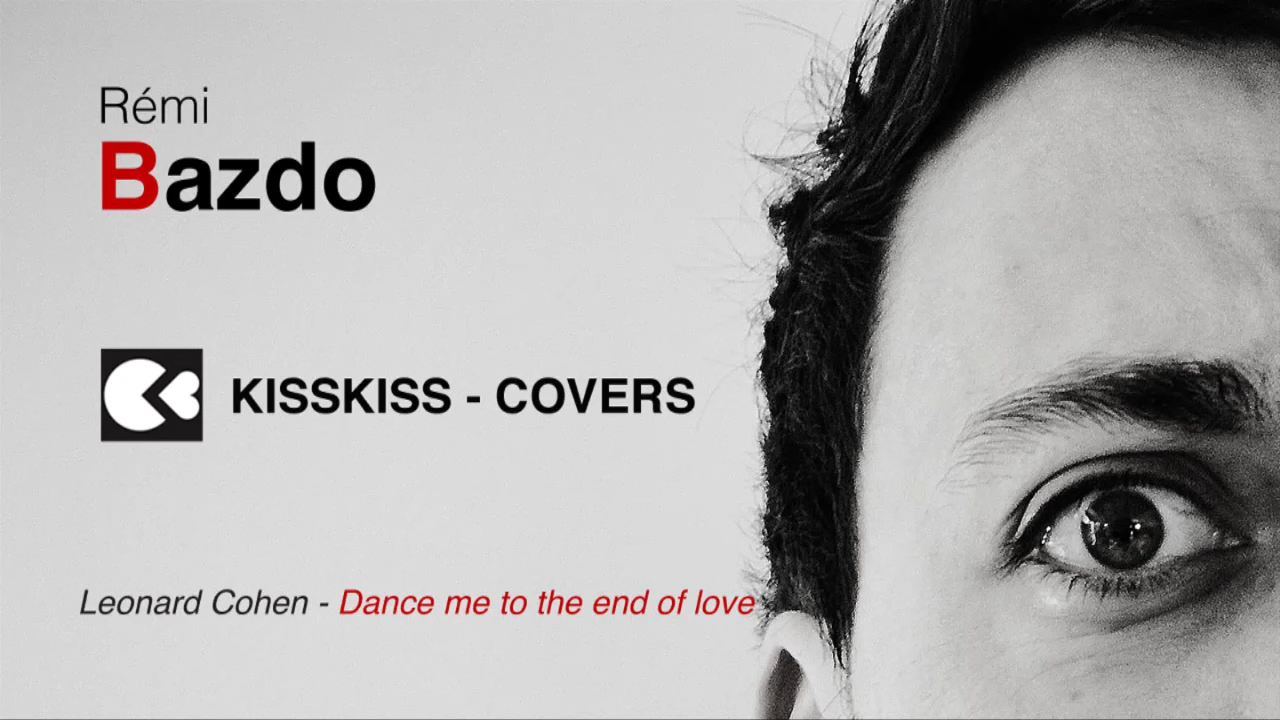 Rémi
Bazdo
KISSKISS - COVERS
Leonard Cohen - Dance me to the end of love